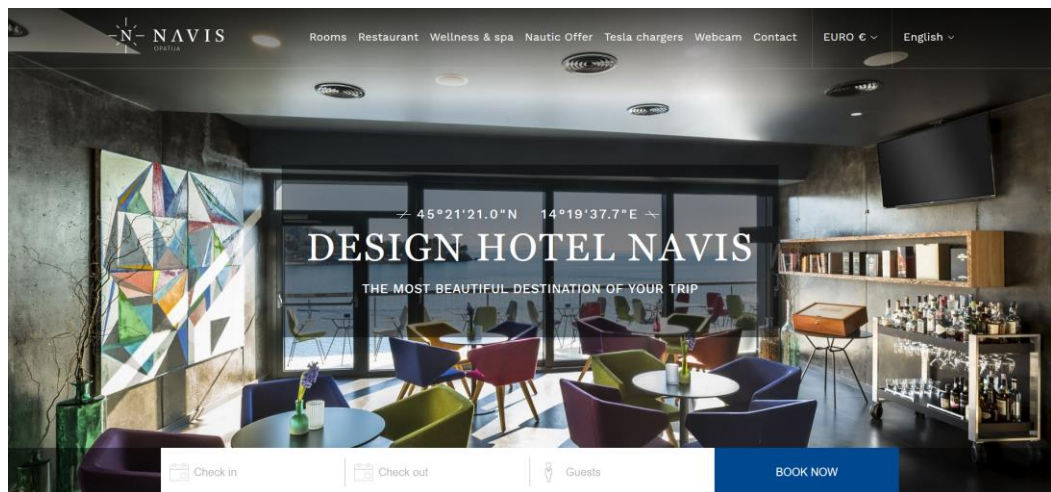 N NAVIS
OPATIJA
Rooms Restaurant Wellness & spa Nautic Offer Tesla chargers Webcam Contact EURO € English
45°21'21.0"N 14°19'37.7"E
DESIGN HOTEL NAVIS
THE MOST BEAUTIFUL DESTINATION OF YOUR TRIP
Check in Check out Guests BOOK NOW